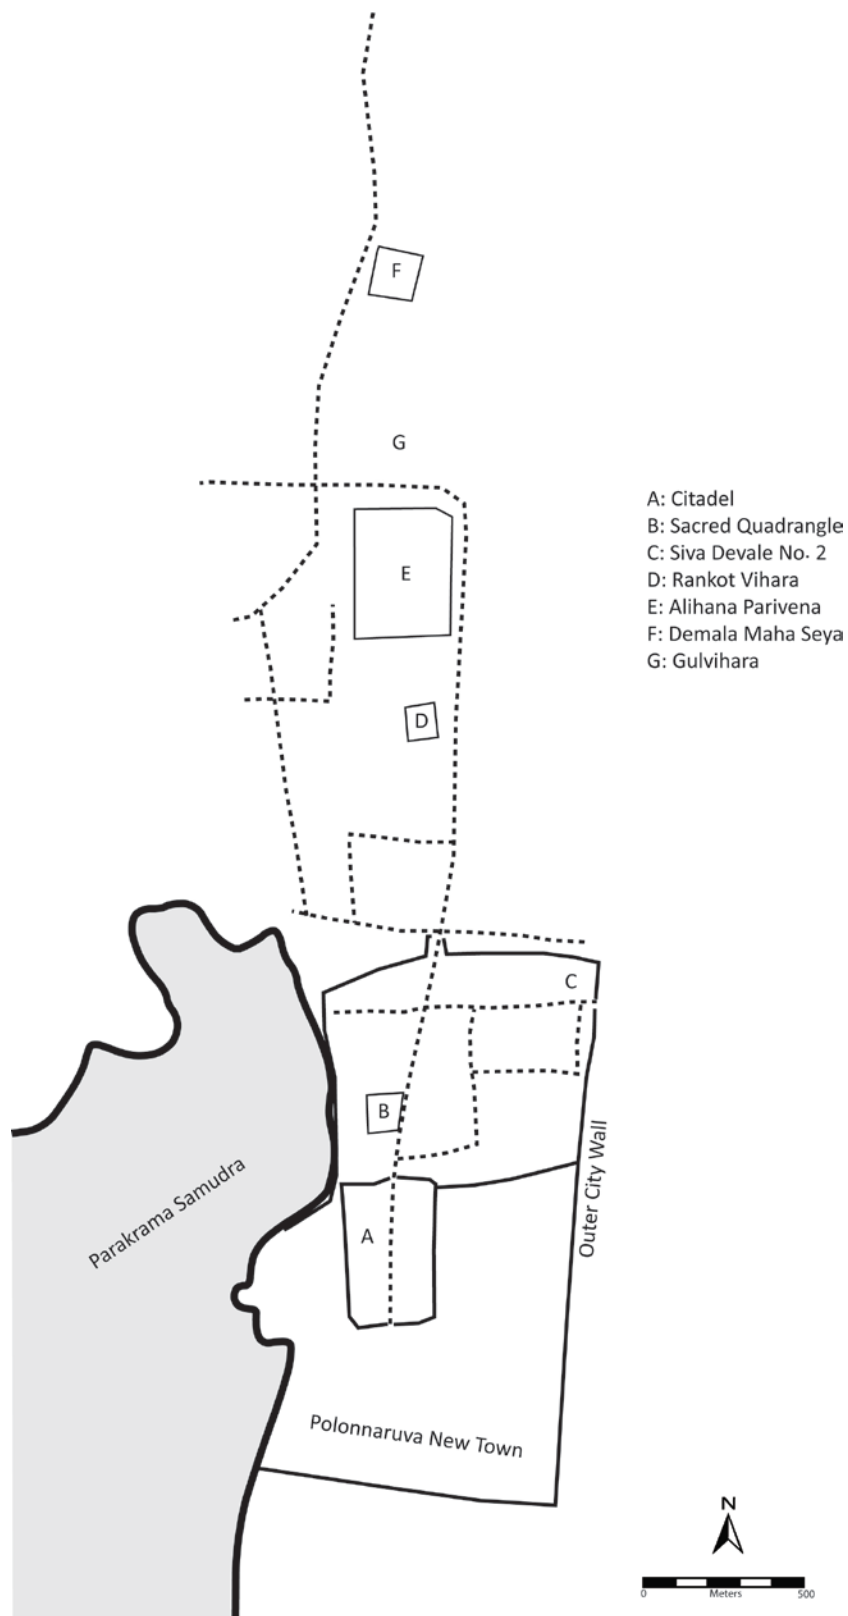 F
G
E
D
C
B
A
A: Citadel
B: Sacred Quadrangle
C: Siva Devale No. 2
D: Rankot Vihara
E: Alihana Parivena
F: Demala Maha Seya
G: Gulvihara
Outer City Wall
Parakrama Samudra
Polonnaruva New Town
N
0 Meters 500